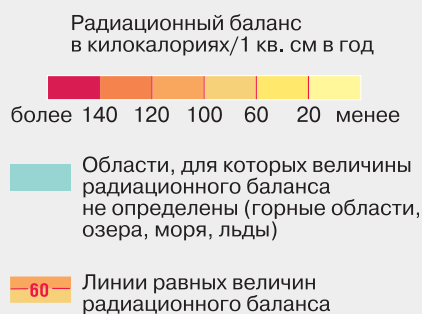 Радиационный баланс
в килокалориях/1 кв. см в год
более 140 120 100 60 20 менее
Области, для которых величины
радиационного баланса
не определены (горные области,
озера, моря, льды)
60
Линии равных величин
радиационного баланса